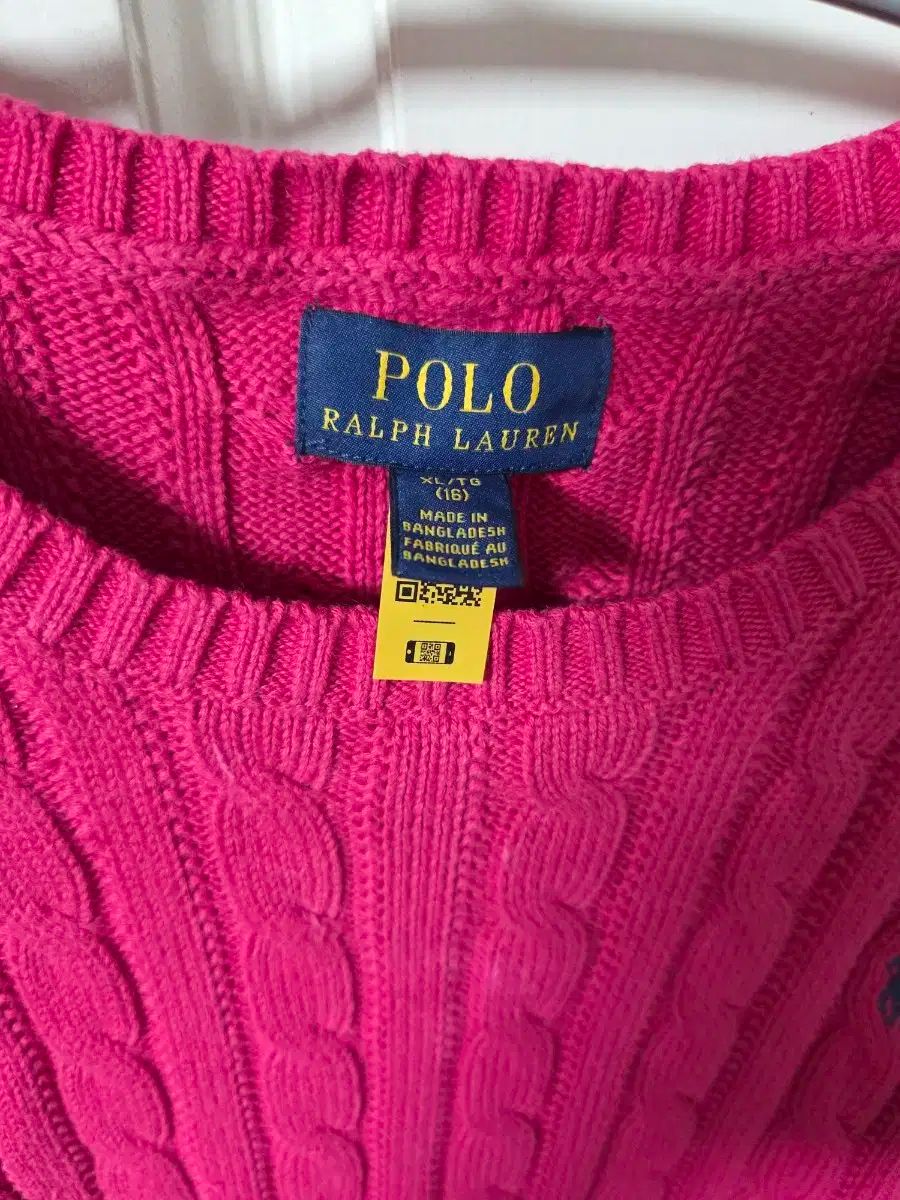 POLO
RALPH LAUREN
XL/TG
(16)
MADE IN
BANGLADESH
FABRIQUÉ AU
BANGLADESH